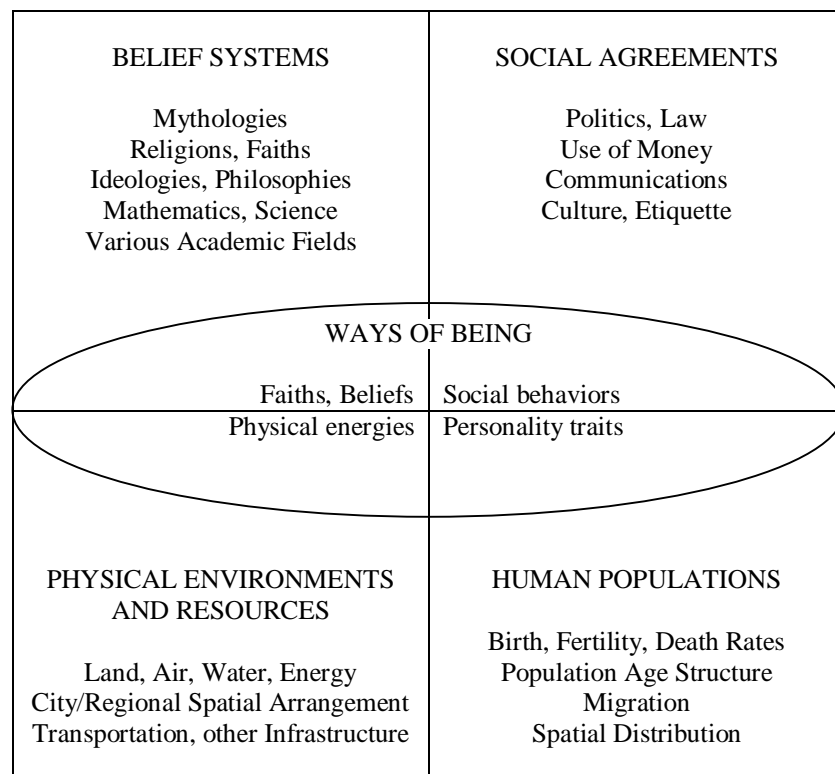 BELIEF SYSTEMS
Mythologies
Religions, Faiths
Ideologies, Philosophies
Mathematics, Science
Various Academic Fields
SOCIAL AGREEMENTS
Politics, Law
Use of Money
Communications
Culture, Etiquette
WAYS OF BEING
Faiths, Beliefs
Social behaviors
Physical energies
Personality traits
PHYSICAL ENVIRONMENTS
AND RESOURCES
Land, Air, Water, Energy
City/Regional Spatial Arrangement
Transportation, other Infrastructure
HUMAN POPULATIONS
Birth, Fertility, Death Rates
Population Age Structure
Migration
Spatial Distribution